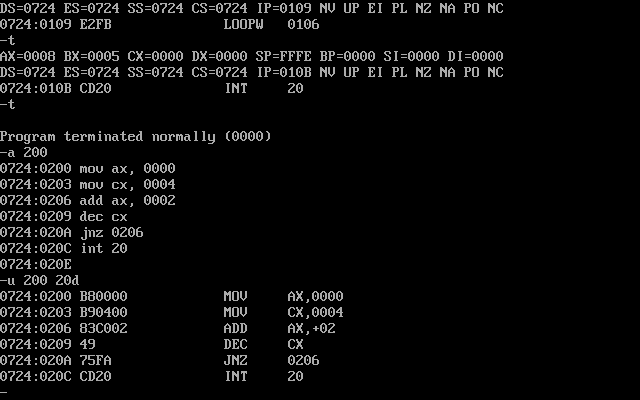 DS=0724 ES=0724 SS=0724 CS=0724 IP=0109 NV UP EI PL NZ NA PO NC
0724:0109 E2FB LOOPW 0106
-t
AX=0008 BX=0005 CX=0000 DX=0000 SP=FFFE BP=0000 SI=0000 DI=0000
DS=0724 ES=0724 SS=0724 CS=0724 IP=010B NV UP EI PL NZ NA PO NC
0724:010B CD20 INT 20
-t
Program terminated normally (0000)
-a 200
0724:0200 mov ax, 0000
0724:0203 mov cx, 0004
0724:0206 add ax, 0002
0724:0209 dec cx
0724:020A jnz 0206
0724:020C int 20
0724:020E
-u 200 20d
0724:0200 B80000 MOV AX,0000
0724:0203 B90400 MOV CX,0004
0724:0206 83C002 ADD AX,+02
0724:0209 49 DEC CX
0724:020A 75FA JNZ 0206
0724:020C CD20 INT 20
-